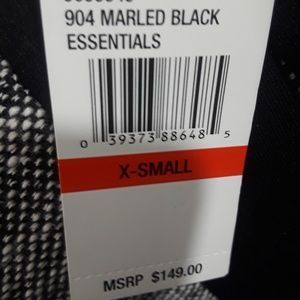 904 MARLED BLACK
ESSENTIALS
0 39373 88648 5
X-SMALL
MSRP $149.00